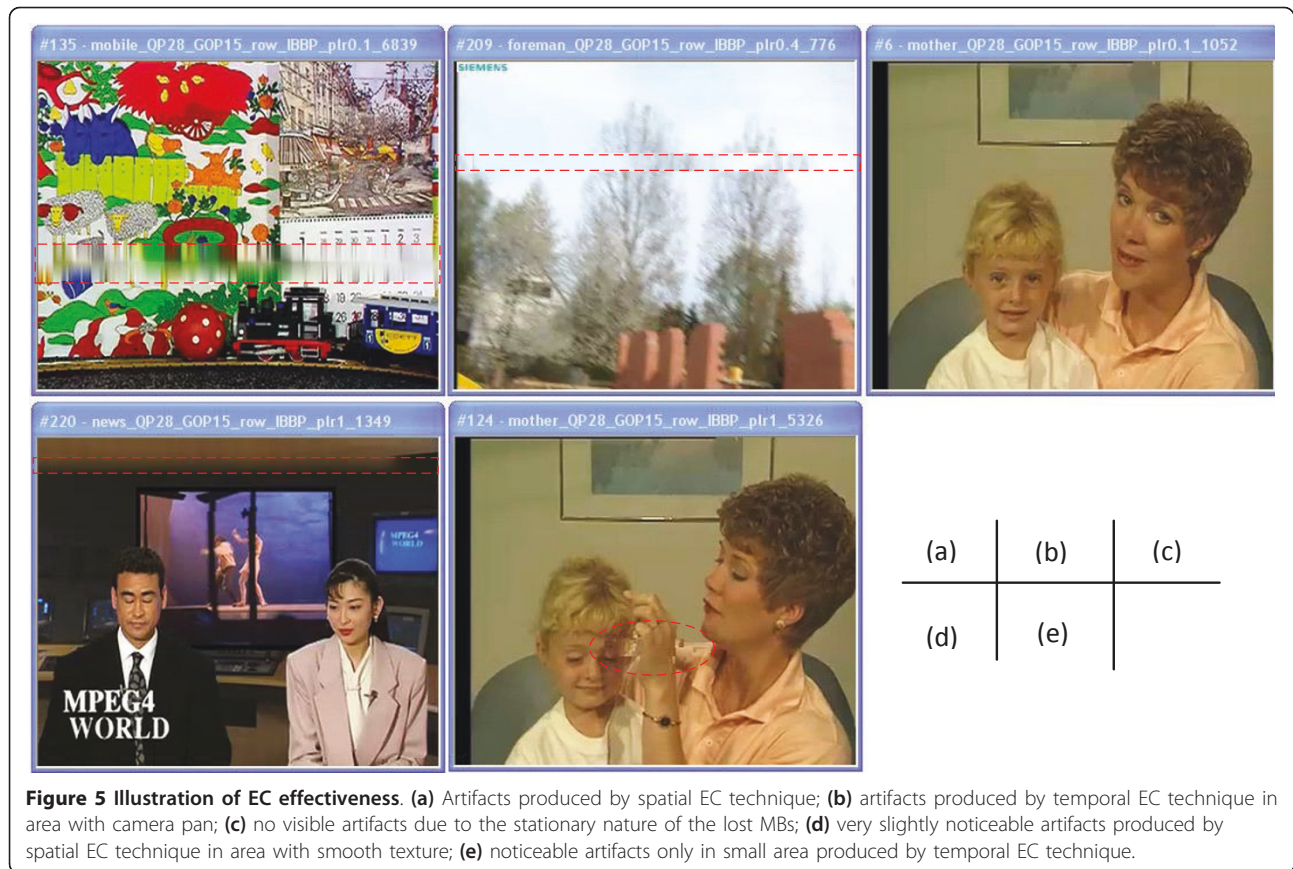 #135 - mobile_QP28_GOP15_row_IBBP_plr0.1_6839
#209 - foreman_QP28_GOP15_row_IBBP_plr0.4_776
#6 - mother_QP28_GOP15_row_IBBP_plr0.1_1052
SIEMENS
#220 - news_QP28_GOP15_row_IBBP_plr1_1349
#124 - mother_QP28_GOP15_row_IBBP_plr1_5326
MPEG4
WORLD
MPEG4
WORLD
(a) (b) (c)
(d) (e)
Figure 5 Illustration of EC effectiveness. (a) Artifacts produced by spatial EC technique; (b) artifacts produced by temporal EC technique in
area with camera pan; (c) no visible artifacts due to the stationary nature of the lost MBs; (d) very slightly noticeable artifacts produced by
spatial EC technique in area with smooth texture; (e) noticeable artifacts only in small area produced by temporal EC technique.